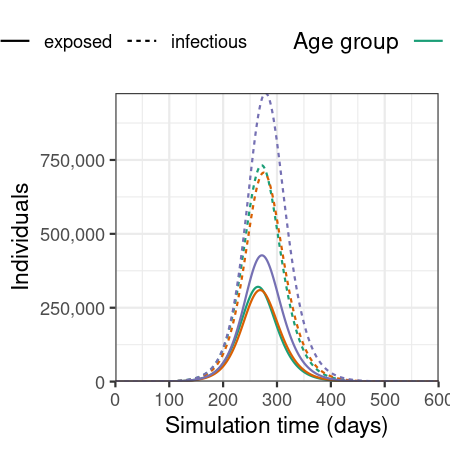 exposed infectious Age group
750,000
500,000
250,000
0
Individuals
0 100 200 300 400 500 600
Simulation time (days)